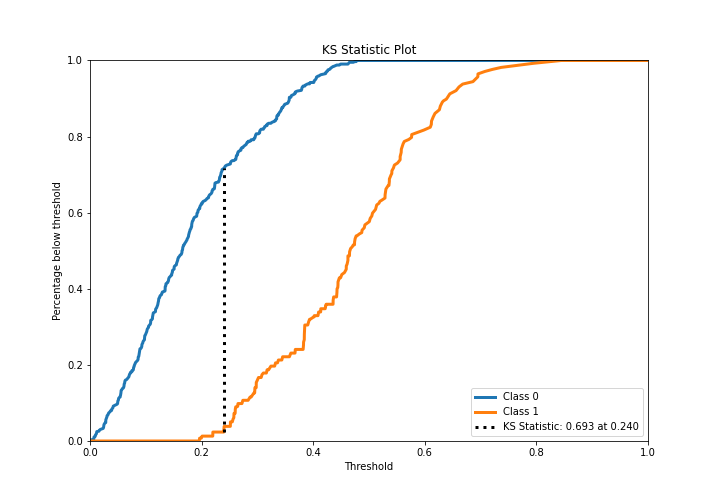 KS Statistic Plot
1.0
0.8
0.6
0.4
0.2
0.0
Percentage below threshold
0.0 0.2 0.4 0.6 0.8 1.0
Threshold
Class 0
Class 1
KS Statistic: 0.693 at 0.240